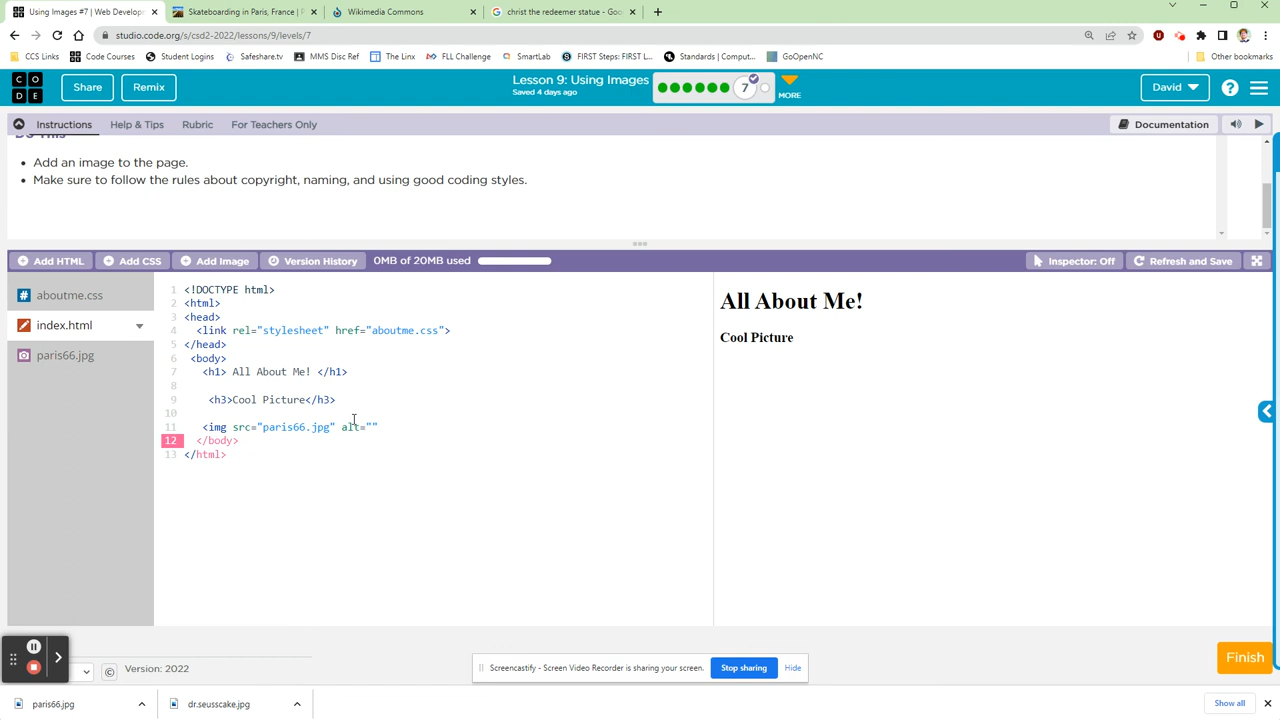 Using Images #7 | Web Develop
Skateboarding in Paris, France | P
Wikimedia Commons
christ the redeemer statue - Goo
studio.code.org/s/csd2-2022/lessons/9/levels/7
CCS Links
Code Courses
Student Logins
Safeshare.tv
MMS Disc Ref
The Linx
FLL Challenge
SmartLab
FIRST Steps: FIRST L...
Standards | Comput...
GoOpenNC
Other bookmarks
CODE
Share
Remix
Lesson 9: Using Images
Saved 4 days ago
7
MORE
David
?
Instructions
Help & Tips
Rubric
For Teachers Only
Documentation
Do This
• Add an image to the page.
• Make sure to follow the rules about copyright, naming, and using good coding styles.
Add HTML
Add CSS
Add Image
Version History
0MB of 20MB used
Inspector: Off
Refresh and Save
aboutme.css
index.html
paris66.jpg
1 <!DOCTYPE html>
2 <html>
3 <head>
4 <link rel="stylesheet" href="aboutme.css">
5 </head>
6 <body>
7 <h1> All About Me! </h1>
8
9 <h3>Cool Picture</h3>
10
11 <img src="paris66.jpg" alt=""
12 </body>
13 </html>
All About Me!
Cool Picture
Version: 2022
Screencastify - Screen Video Recorder is sharing your screen.
Stop sharing
Hide
Finish
paris66.jpg
dr.seusscake.jpg
Show all